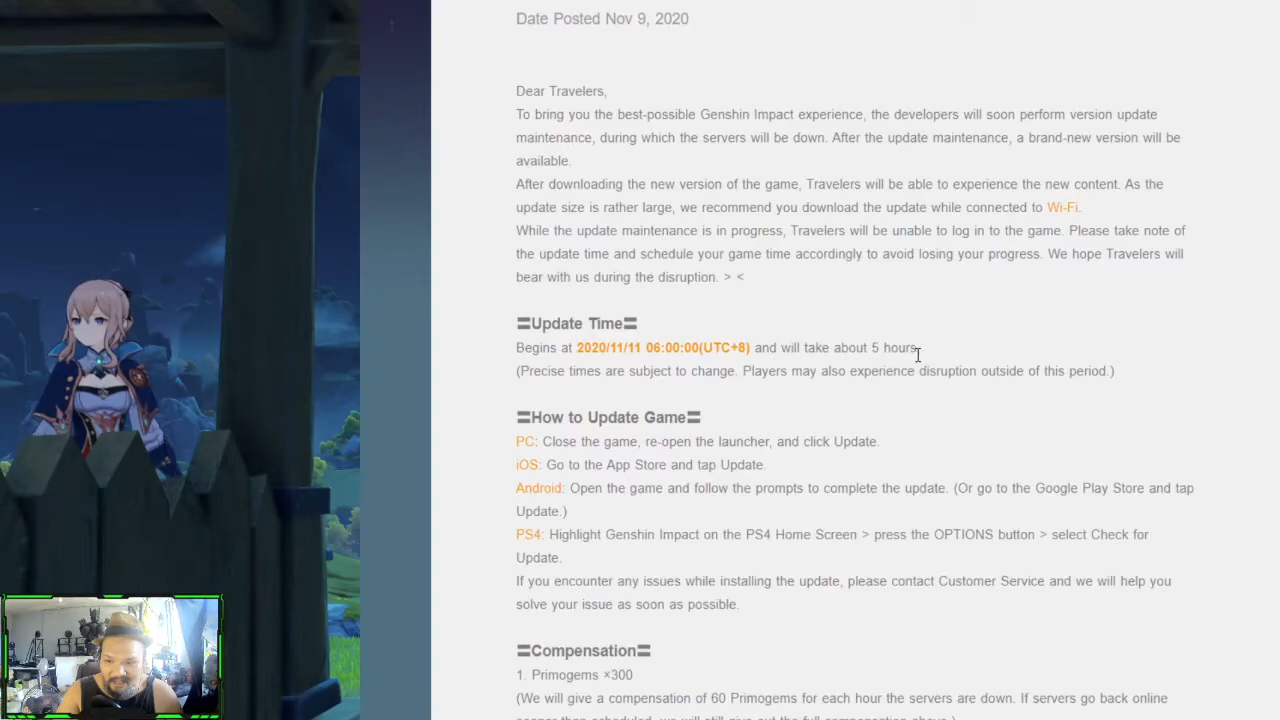 Date Posted Nov 9, 2020
Dear Travelers,
To bring you the best-possible Genshin Impact experience, the developers will soon perform version update
maintenance, during which the servers will be down. After the update maintenance, a brand-new version will be
available.
After downloading the new version of the game, Travelers will be able to experience the new content. As the
update size is rather large, we recommend you download the update while connected to Wi-Fi.
While the update maintenance is in progress, Travelers will be unable to log in to the game. Please take note of
the update time and schedule your game time accordingly to avoid losing your progress. We hope Travelers will
bear with us during the disruption. > <
〓Update Time〓
Begins at 2020/11/11 06:00:00(UTC+8) and will take about 5 hours.
(Precise times are subject to change. Players may also experience disruption outside of this period.)
〓How to Update Game〓
PC: Close the game, re-open the launcher, and click Update.
iOS: Go to the App Store and tap Update.
Android: Open the game and follow the prompts to complete the update. (Or go to the Google Play Store and tap
Update.)
PS4: Highlight Genshin Impact on the PS4 Home Screen > press the OPTIONS button > select Check for
Update.
If you encounter any issues while installing the update, please contact Customer Service and we will help you
solve your issue as soon as possible.
〓Compensation〓
1. Primogems ×300
(We will give a compensation of 60 Primogems for each hour the servers are down. If servers go back online